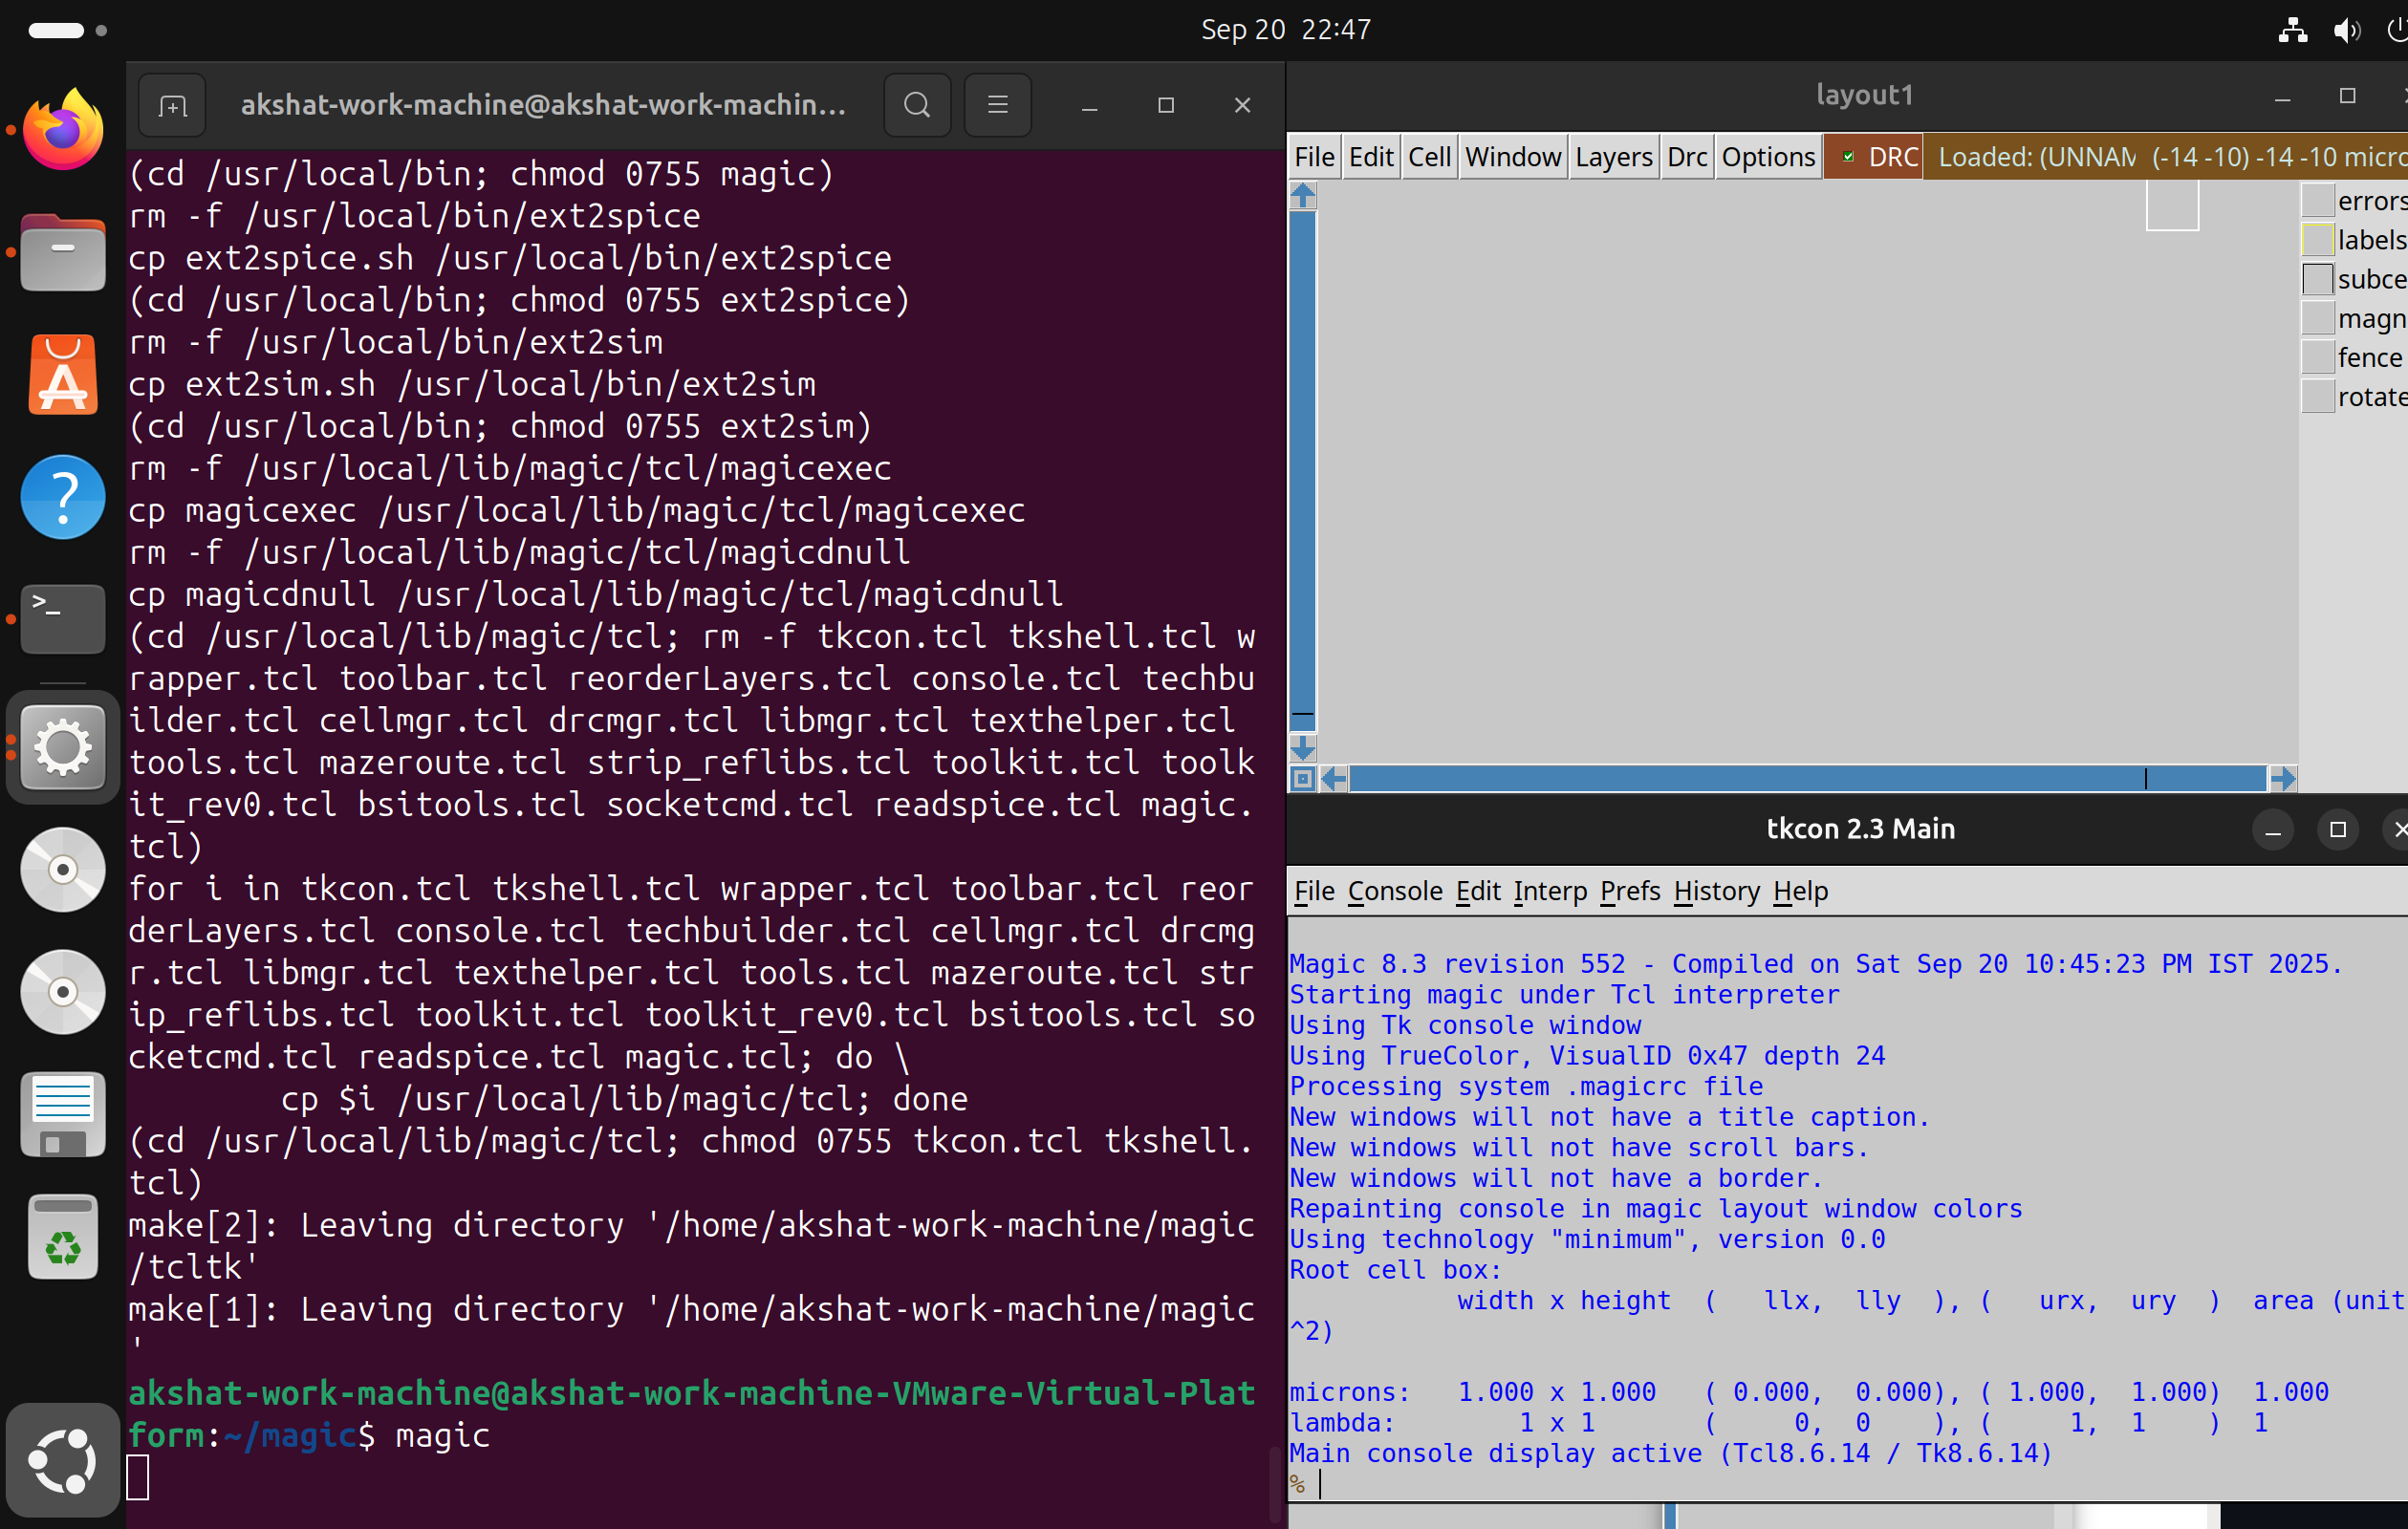 Sep 20  22:47
akshat-work-machine@akshat-work-machin...
(cd /usr/local/bin; chmod 0755 magic)
rm -f /usr/local/bin/ext2spice
cp ext2spice.sh /usr/local/bin/ext2spice
(cd /usr/local/bin; chmod 0755 ext2spice)
rm -f /usr/local/bin/ext2sim
cp ext2sim.sh /usr/local/bin/ext2sim
(cd /usr/local/bin; chmod 0755 ext2sim)
rm -f /usr/local/lib/magic/tcl/magicexec
cp magicexec /usr/local/lib/magic/tcl/magicexec
rm -f /usr/local/lib/magic/tcl/magicdnull
cp magicdnull /usr/local/lib/magic/tcl/magicdnull
(cd /usr/local/lib/magic/tcl; rm -f tkcon.tcl tkshell.tcl w
rapper.tcl toolbar.tcl reorderLayers.tcl console.tcl techbu
ilder.tcl cellmgr.tcl drcmgr.tcl libmgr.tcl texthelper.tcl
tools.tcl mazeroute.tcl strip_reflibs.tcl toolkit.tcl toolk
it_rev0.tcl bsitools.tcl socketcmd.tcl readspice.tcl magic.
tcl)
for i in tkcon.tcl tkshell.tcl wrapper.tcl toolbar.tcl reor
derLayers.tcl console.tcl techbuilder.tcl cellmgr.tcl drcmg
r.tcl libmgr.tcl texthelper.tcl tools.tcl mazeroute.tcl str
ip_reflibs.tcl toolkit.tcl toolkit_rev0.tcl bsitools.tcl so
cketcmd.tcl readspice.tcl magic.tcl; do \
        cp $i /usr/local/lib/magic/tcl; done
(cd /usr/local/lib/magic/tcl; chmod 0755 tkcon.tcl tkshell.
tcl)
make[2]: Leaving directory '/home/akshat-work-machine/magic
/tcltk'
make[1]: Leaving directory '/home/akshat-work-machine/magic
'
akshat-work-machine@akshat-work-machine-VMware-Virtual-Plat
form:~/magic$ magic
layout1
File Edit Cell Window Layers Drc Options DRC Loaded: (UNNAM (-14 -10) -14 -10 micro
errors
labels
subce
magn
fence
rotate
tkcon 2.3 Main
File Console Edit Interp Prefs History Help
Magic 8.3 revision 552 - Compiled on Sat Sep 20 10:45:23 PM IST 2025.
Starting magic under Tcl interpreter
Using Tk console window
Using TrueColor, VisualID 0x47 depth 24
Processing system .magicrc file
New windows will not have a title caption.
New windows will not have scroll bars.
New windows will not have a border.
Repainting console in magic layout window colors
Using technology "minimum", version 0.0
Root cell box:
           width x height  (   llx,  lly  ), (   urx,  ury  )  area (unit
^2)
microns:   1.000 x 1.000   ( 0.000,  0.000), ( 1.000,  1.000)  1.000
lambda:        1 x 1       (     0,  0    ), (     1,  1    )  1
Main console display active (Tcl8.6.14 / Tk8.6.14)
%